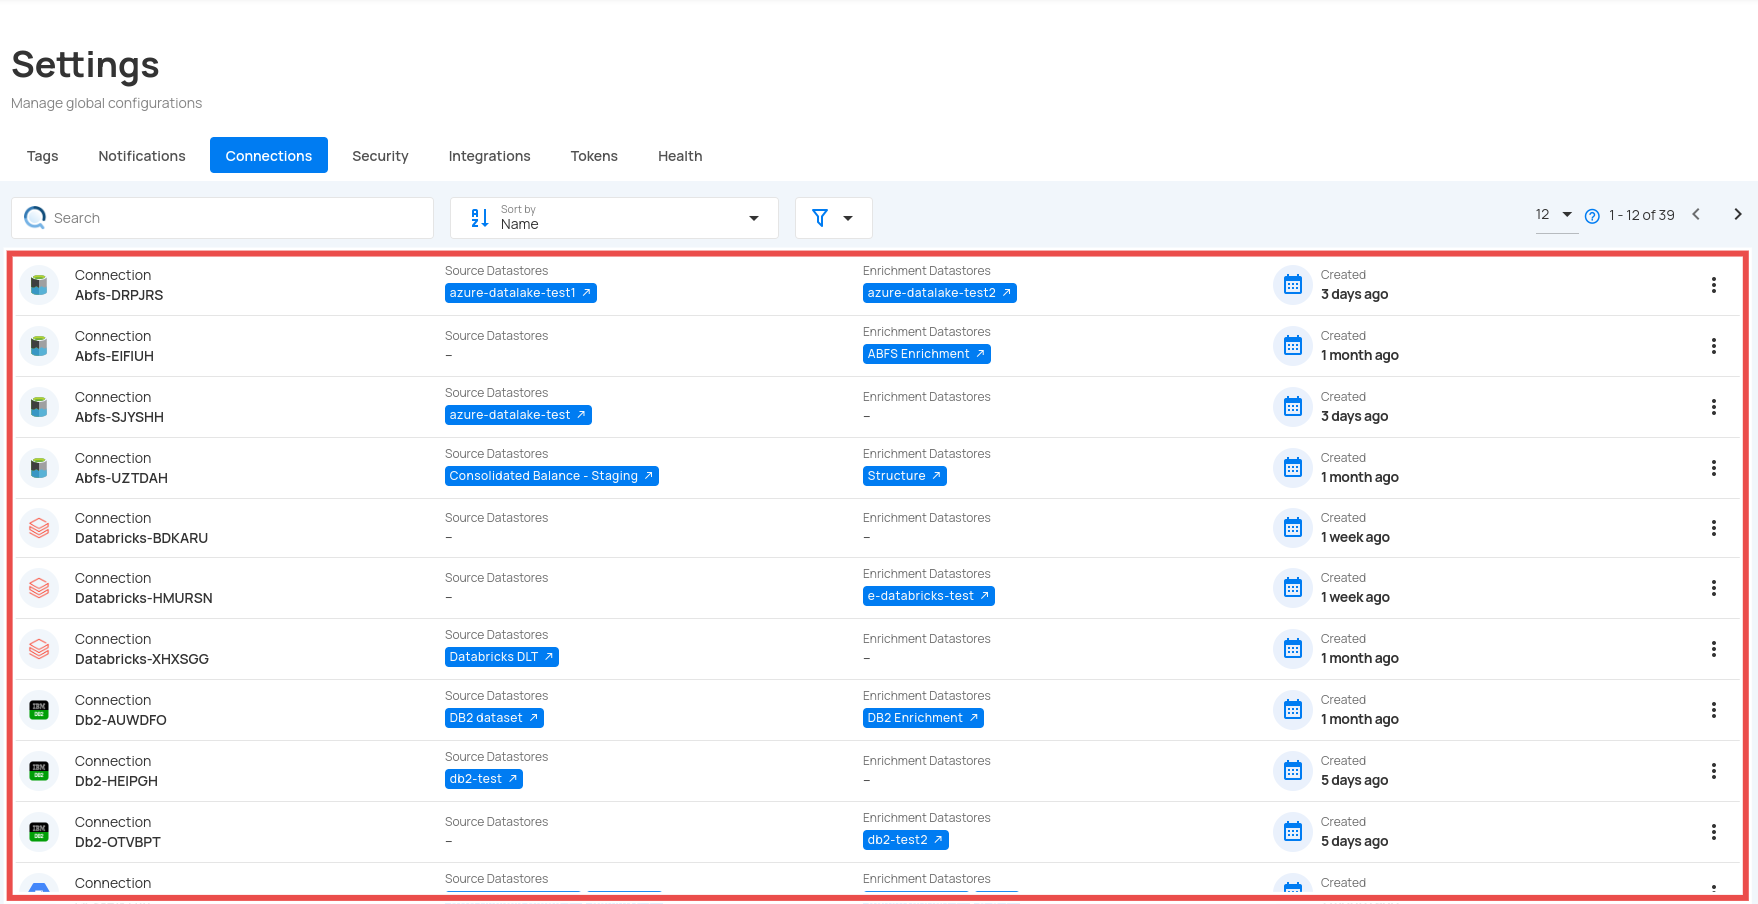 Settings
Manage global configurations
Tags Notifications Connections Security Integrations Tokens Health
Search
Sort by
Name
12 1 - 12 of 39
Connection Source Datastores Enrichment Datastores Created
Abfs-DRPJRS azure-datalake-test1 azure-datalake-test2 3 days ago
Connection Source Datastores Enrichment Datastores Created
Abfs-EIFIUH – ABFS Enrichment 1 month ago
Connection Source Datastores Enrichment Datastores Created
Abfs-SJYSHH azure-datalake-test – 3 days ago
Connection Source Datastores Enrichment Datastores Created
Abfs-UZTDAH Consolidated Balance - Staging Structure 1 month ago
Connection Source Datastores Enrichment Datastores Created
Databricks-BDKARU – – 1 week ago
Connection Source Datastores Enrichment Datastores Created
Databricks-HMURSN – e-databricks-test 1 week ago
Connection Source Datastores Enrichment Datastores Created
Databricks-XHXSGG Databricks DLT – 1 month ago
Connection Source Datastores Enrichment Datastores Created
IBM DB2 Db2-AUWDFO DB2 dataset DB2 Enrichment 1 month ago
Connection Source Datastores Enrichment Datastores Created
IBM DB2 Db2-HEIPGH db2-test – 5 days ago
Connection Source Datastores Enrichment Datastores Created
IBM DB2 Db2-OTVBPT – db2-test2 5 days ago
Connection Source Datastores Enrichment Datastores Created